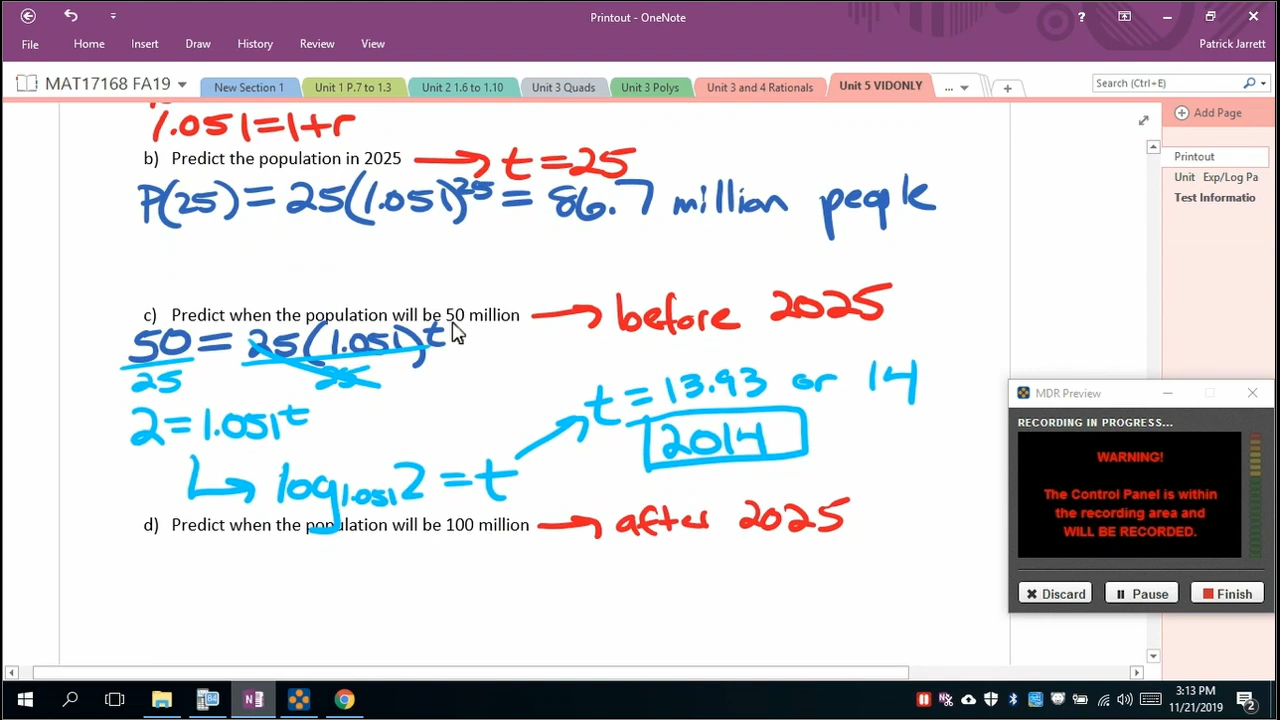 Printout - OneNote
?
File
Home
Insert
Draw
History
Review
View
Patrick Jarrett
MAT17168 FA19
New Section 1
Unit 1 P.7 to 1.3
Unit 2 1.6 to 1.10
Unit 3 Quads
Unit 3 Polys
Unit 3 and 4 Rationals
Unit 5 VIDONLY
...
+
Search (Ctrl+E)
Add Page
Printout
Unit Exp/Log Pa
Test Informatio
1.051=1+r
b) Predict the population in 2025 → t=25
P(25) = 25(1.051)^25 = 86.7 million people
c) Predict when the population will be 50 million → before 2025
50 = 25(1.051)^t
25 25
2=1.051^t
t=13.93 or 14
2014
↳ log_1.051 2 = t
d) Predict when the population will be 100 million → after 2025
MDR Preview
RECORDING IN PROGRESS...
WARNING!
The Control Panel is within
the recording area and
WILL BE RECORDED.
Discard
Pause
Finish
3:13 PM
11/21/2019
2